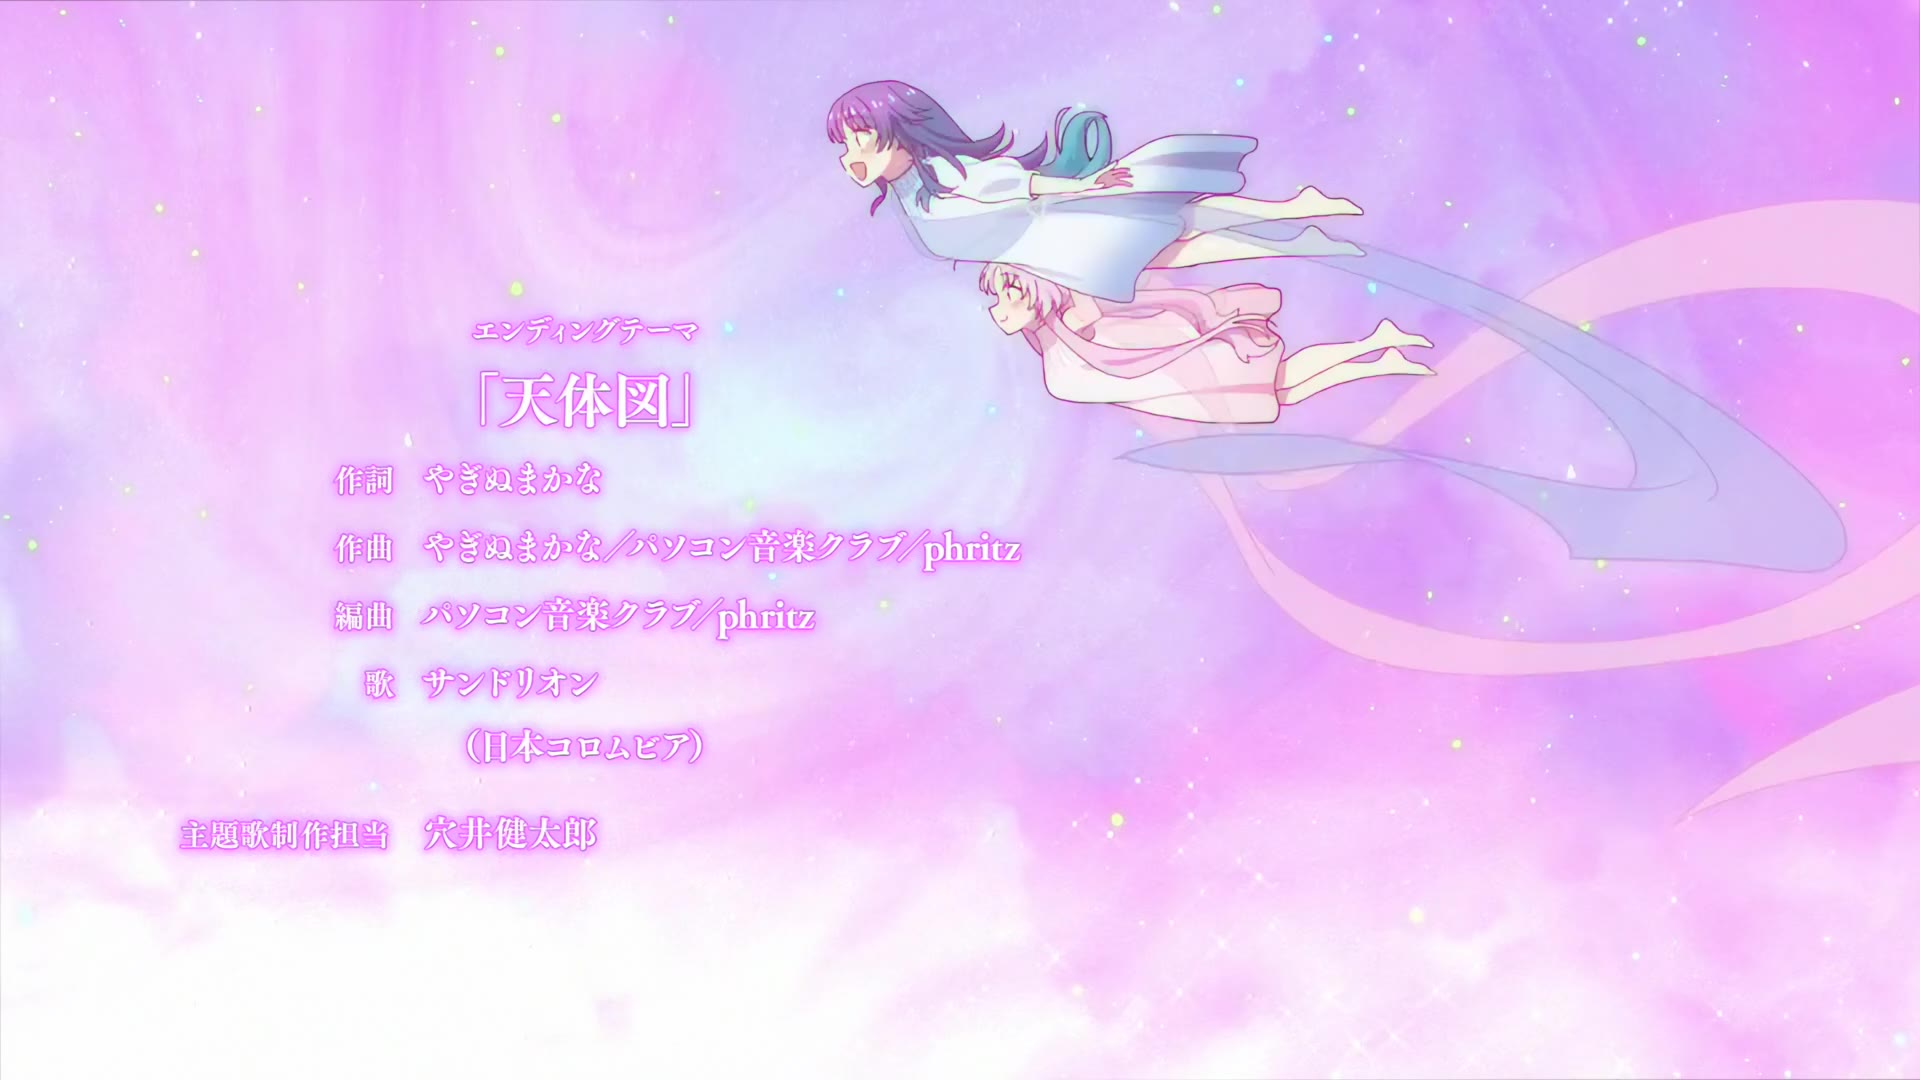 エンディングテーマ
「天体図」
作詞 やぎぬまかな
作曲 やぎぬまかな／パソコン音楽クラブ／phritz
編曲 パソコン音楽クラブ／phritz
歌 サンドリオン
（日本コロムビア）
主題歌制作担当 穴井健太郎